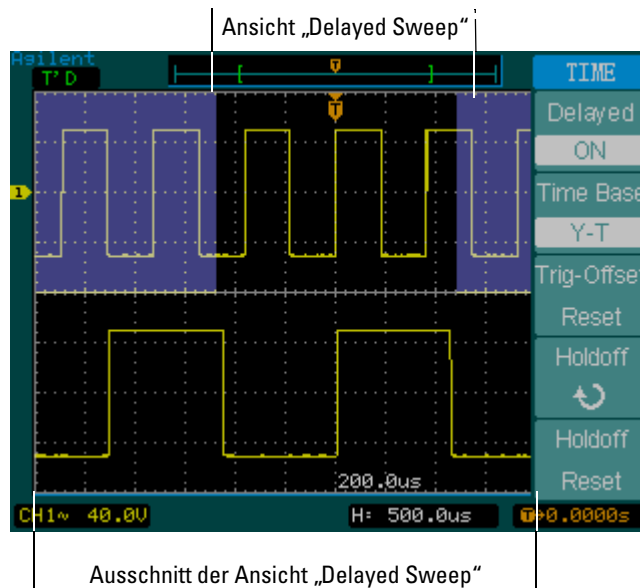 Ansicht „Delayed Sweep“
Agilent
T'D
T
TIME
T
Delayed
ON
1
Time Base
Y-T
Trig-Offset
Reset
Holdoff
Holdoff
Reset
200.0us
CH1~ 40.0V
H: 500.0us
T→0.0000s
Ausschnitt der Ansicht „Delayed Sweep“